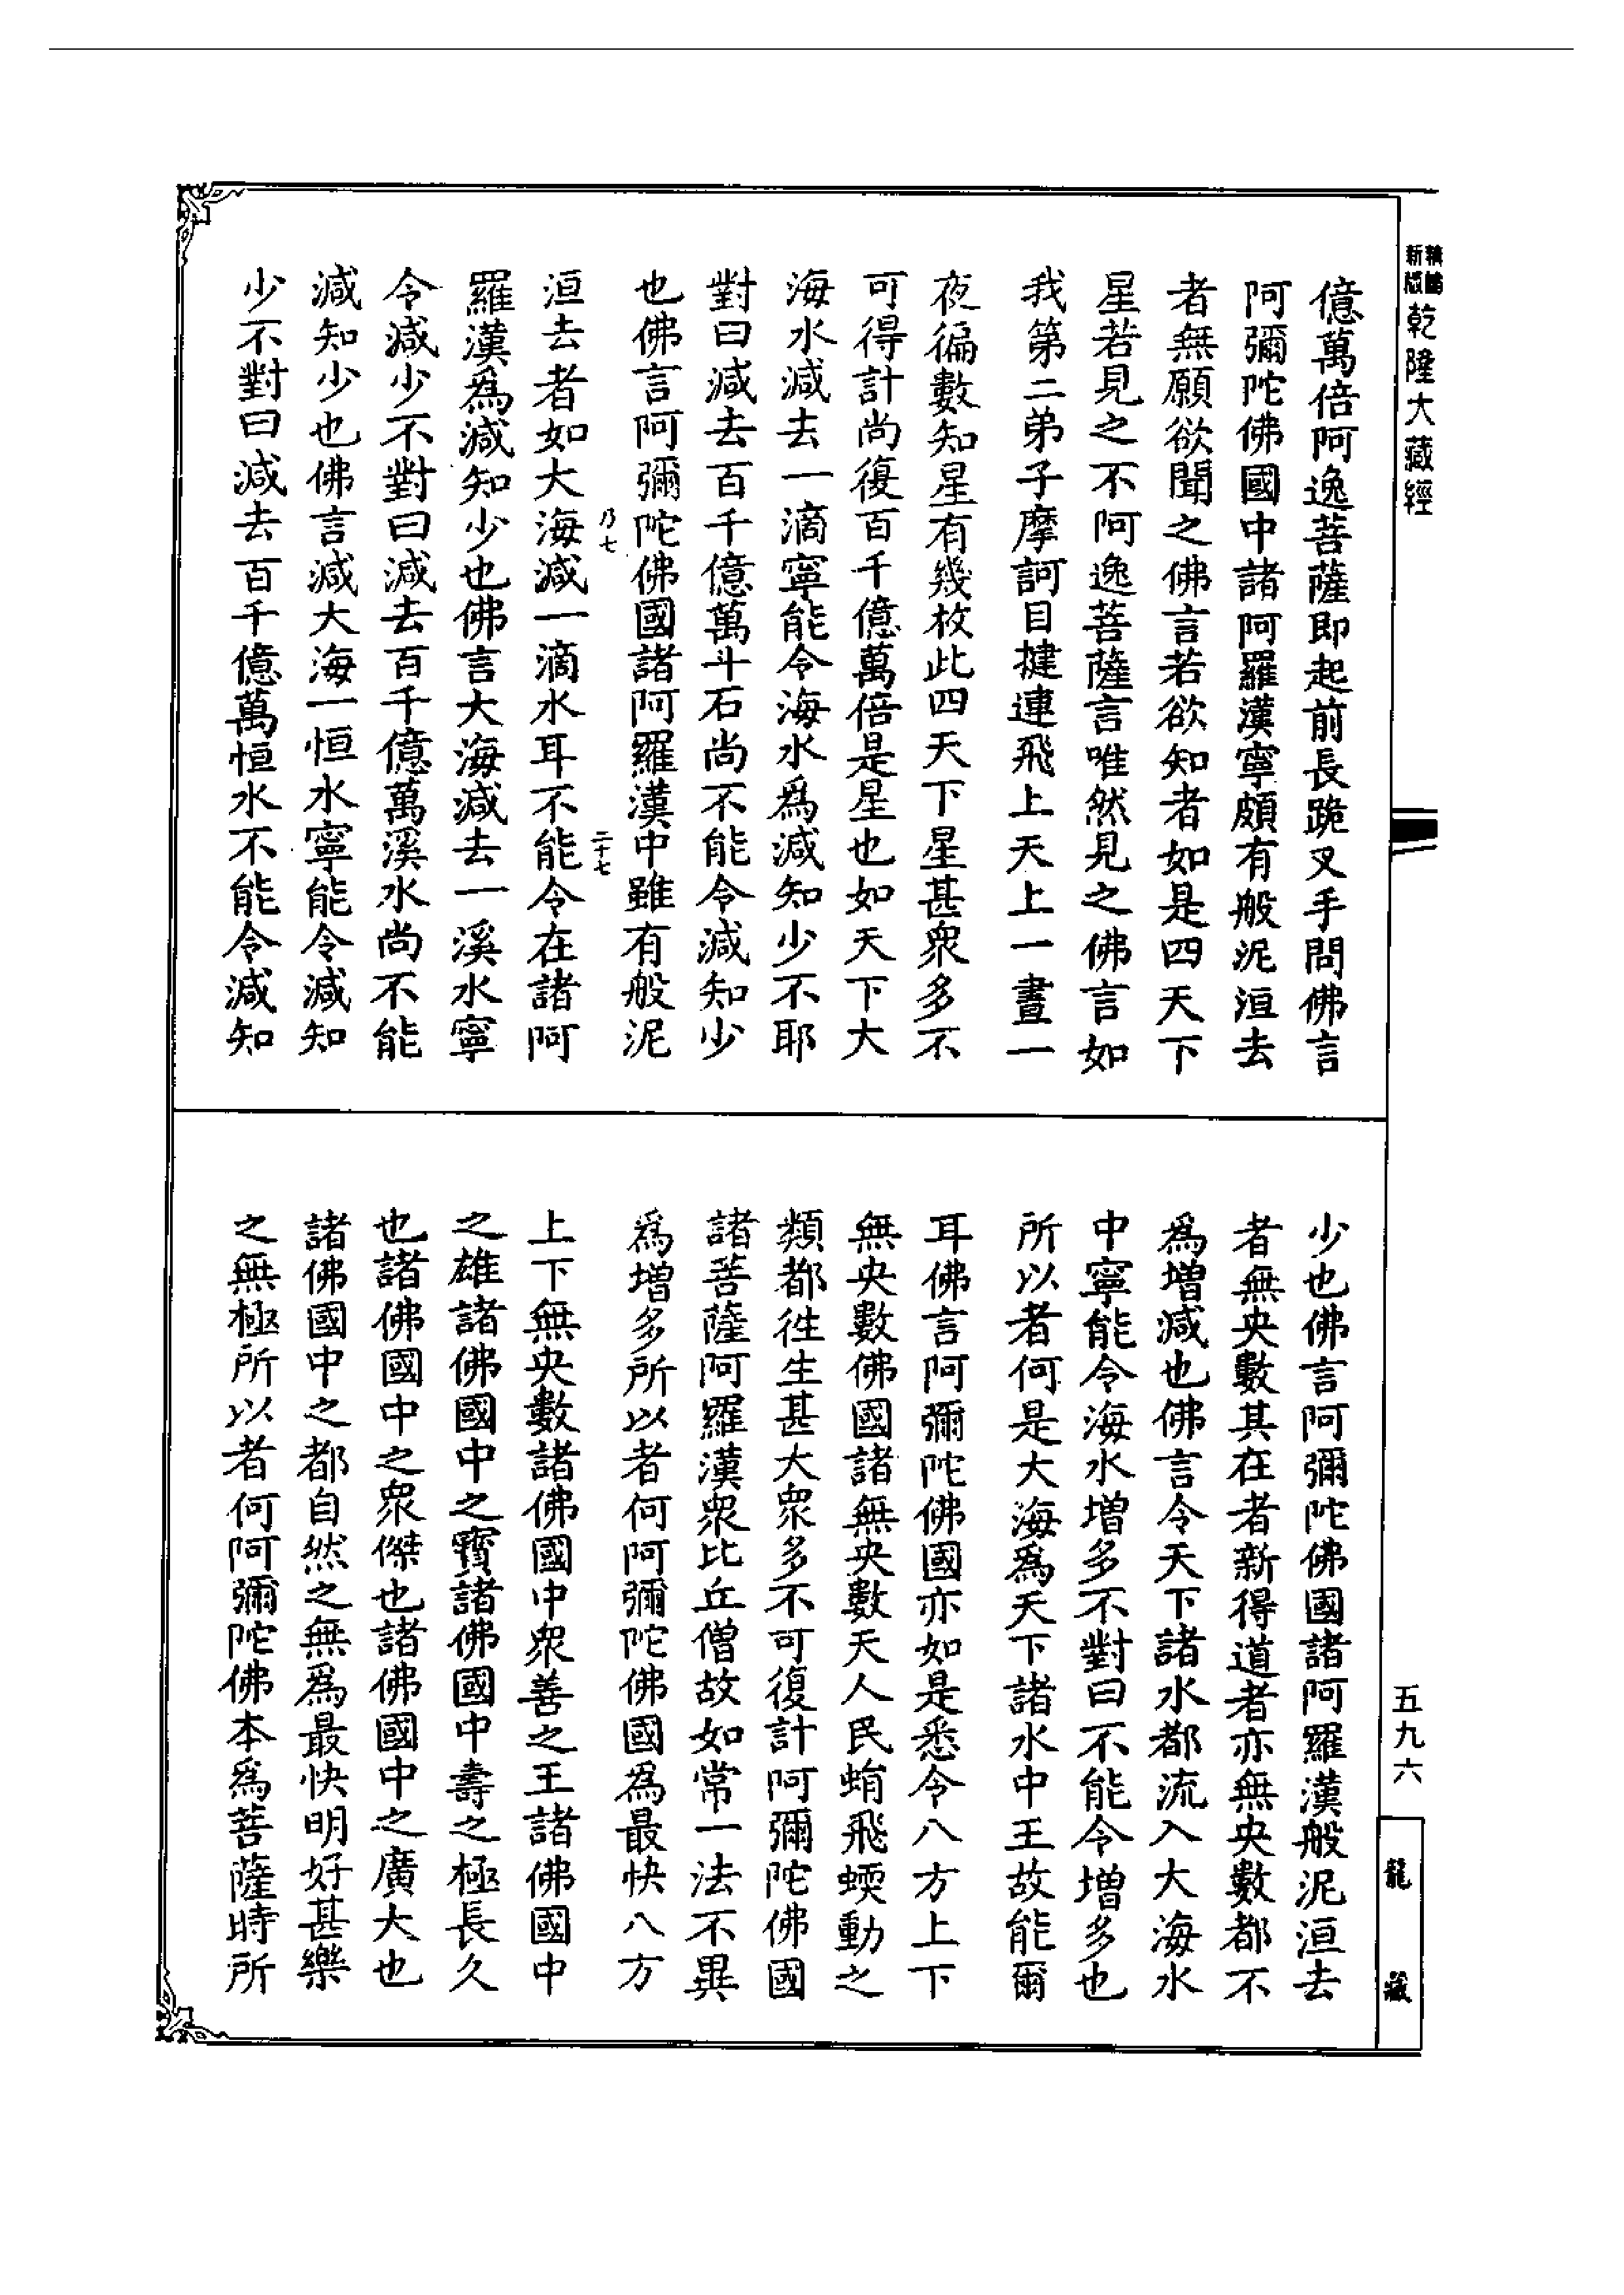 新版
乾隆大藏經
億萬倍阿逸菩薩即起前長跪叉手問佛言
阿彌陀佛國中諸阿羅漢寧頗有般泥洹去
者無願欲聞之佛言若欲知者如是四天下
星若見之不阿逸菩薩言唯然見之佛言如
我第二弟子摩訶目揵連飛上天上一晝一
夜徧數知星有幾枚此四天下星甚衆多不
可得計尚復百千億萬倍是星也如天下大
海水減去一滴寧能令海水為減知少不耶
對曰減去百千億萬斗石尚不能令減知少
也佛言阿彌陀佛國諸阿羅漢中雖有般泥
乃七
二十七
洹去者如大海減一滴水耳不能令在諸阿
羅漢為減知少也佛言大海減去一溪水寧
令減少不對曰減去百千億萬溪水尚不能
減知少也佛言減大海一恒水寧能令減知
少不對曰減去百千億萬恒水不能令減知
少也佛言阿彌陀佛國諸阿羅漢般泥洹去
者無央數其在者新得道者亦無央數都不
為增減也佛言令天下諸水都流入大海水
中寧能令海水增多不對曰不能令增多也
所以者何是大海為天下諸水中王故能爾
耳佛言阿彌陀佛國亦如是悉令八方上下
無央數佛國諸無央數天人民蜎飛蝡動之
類都徃生甚大衆多不可復計阿彌陀佛國
諸菩薩阿羅漢衆比丘僧故如常一法不異
為增多所以者何阿彌陀佛國為最快八方
上下無央數諸佛國中衆善之王諸佛國中
之雄諸佛國中之寶諸佛國中壽之極長久
也諸佛國中之衆傑也諸佛國中之廣大也
諸佛國中之都自然之無為最快明好甚樂
之無極所以者何阿彌陀佛本為菩薩時所
五九六
龍藏